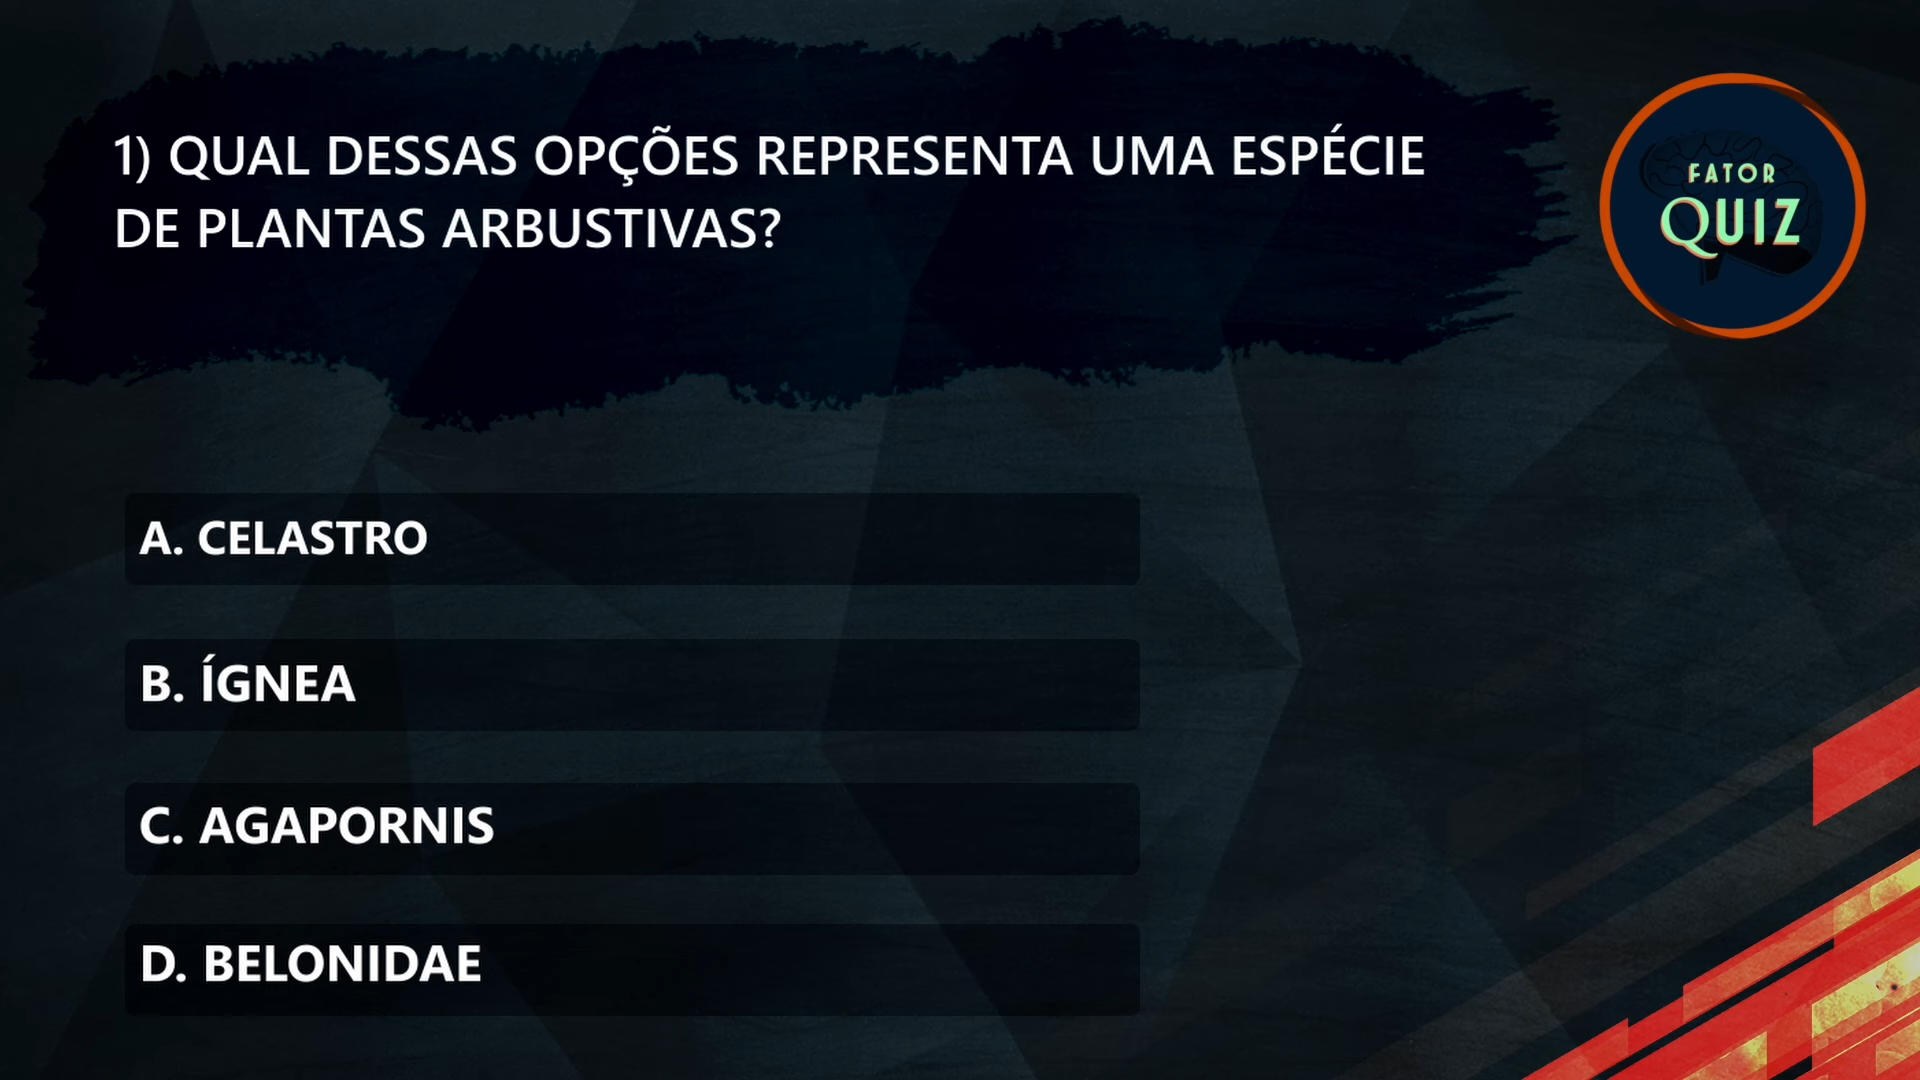 1) QUAL DESSAS OPÇÕES REPRESENTA UMA ESPÉCIE
DE PLANTAS ARBUSTIVAS?
FATOR
QUIZ
A. CELASTRO
B. ÍGNEA
C. AGAPORNIS
D. BELONIDAE